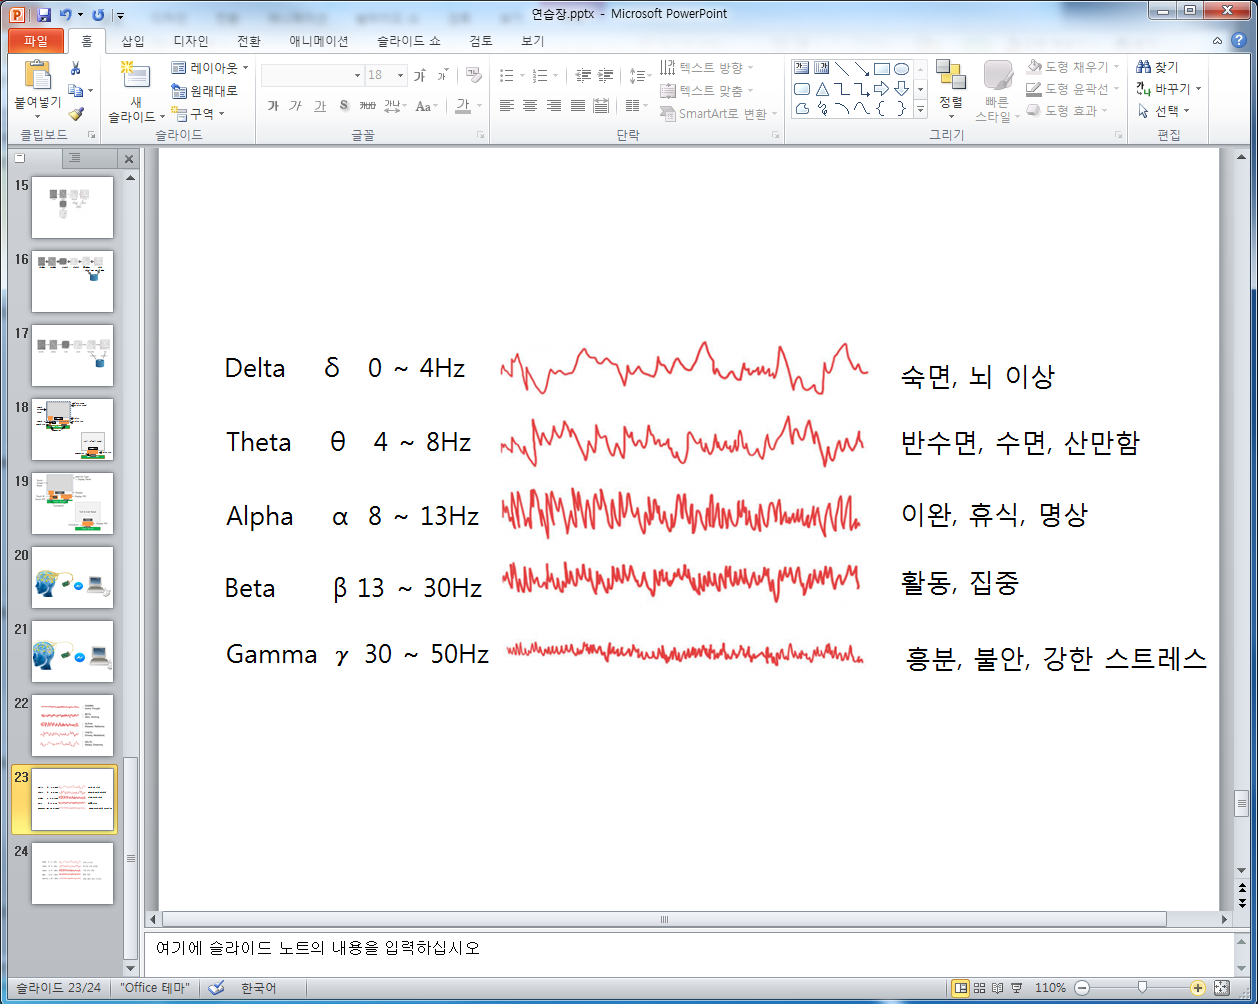 연습장.pptx - Microsoft PowerPoint
파일 홈 삽입 디자인 전환 애니메이션 슬라이드 쇼 검토 보기
붙여넣기
클립보드
새 슬라이드
레이아웃
원래대로
구역
슬라이드
18
가 가 가 S 가나 Aa 가
글꼴
텍스트 방향
텍스트 맞춤
SmartArt로 변환
단락
정렬
빠른 스타일
도형 채우기
도형 윤곽선
도형 효과
그리기
찾기
바꾸기
선택
편집
15
16
17
18
19
20
21
22
23
24
Delta δ 0 ~ 4Hz 숙면, 뇌 이상
Theta θ 4 ~ 8Hz 반수면, 수면, 산만함
Alpha α 8 ~ 13Hz 이완, 휴식, 명상
Beta β 13 ~ 30Hz 활동, 집중
Gamma γ 30 ~ 50Hz 흥분, 불안, 강한 스트레스
여기에 슬라이드 노트의 내용을 입력하십시오
슬라이드 23/24 "Office 테마" 한국어 110%